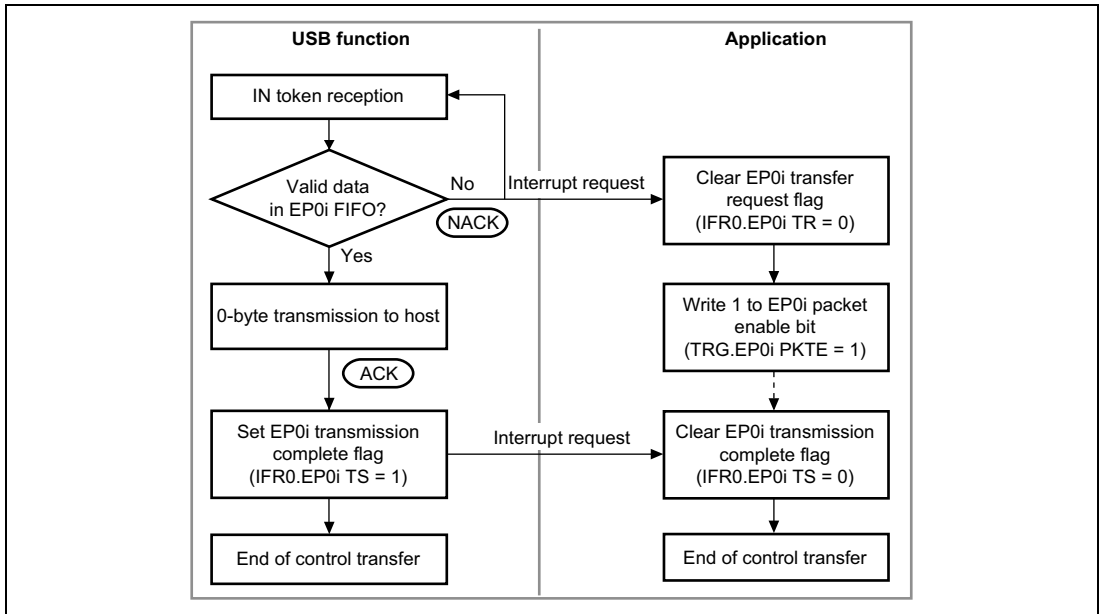 USB function
Application
IN token reception
Valid data
in EP0i FIFO?
No
NACK
Interrupt request
Clear EP0i transfer
request flag
(IFR0.EP0i TR = 0)
Yes
0-byte transmission to host
Write 1 to EP0i packet
enable bit
(TRG.EP0i PKTE = 1)
ACK
Set EP0i transmission
complete flag
(IFR0.EP0i TS = 1)
Interrupt request
Clear EP0i transmission
complete flag
(IFR0.EP0i TS = 0)
End of control transfer
End of control transfer